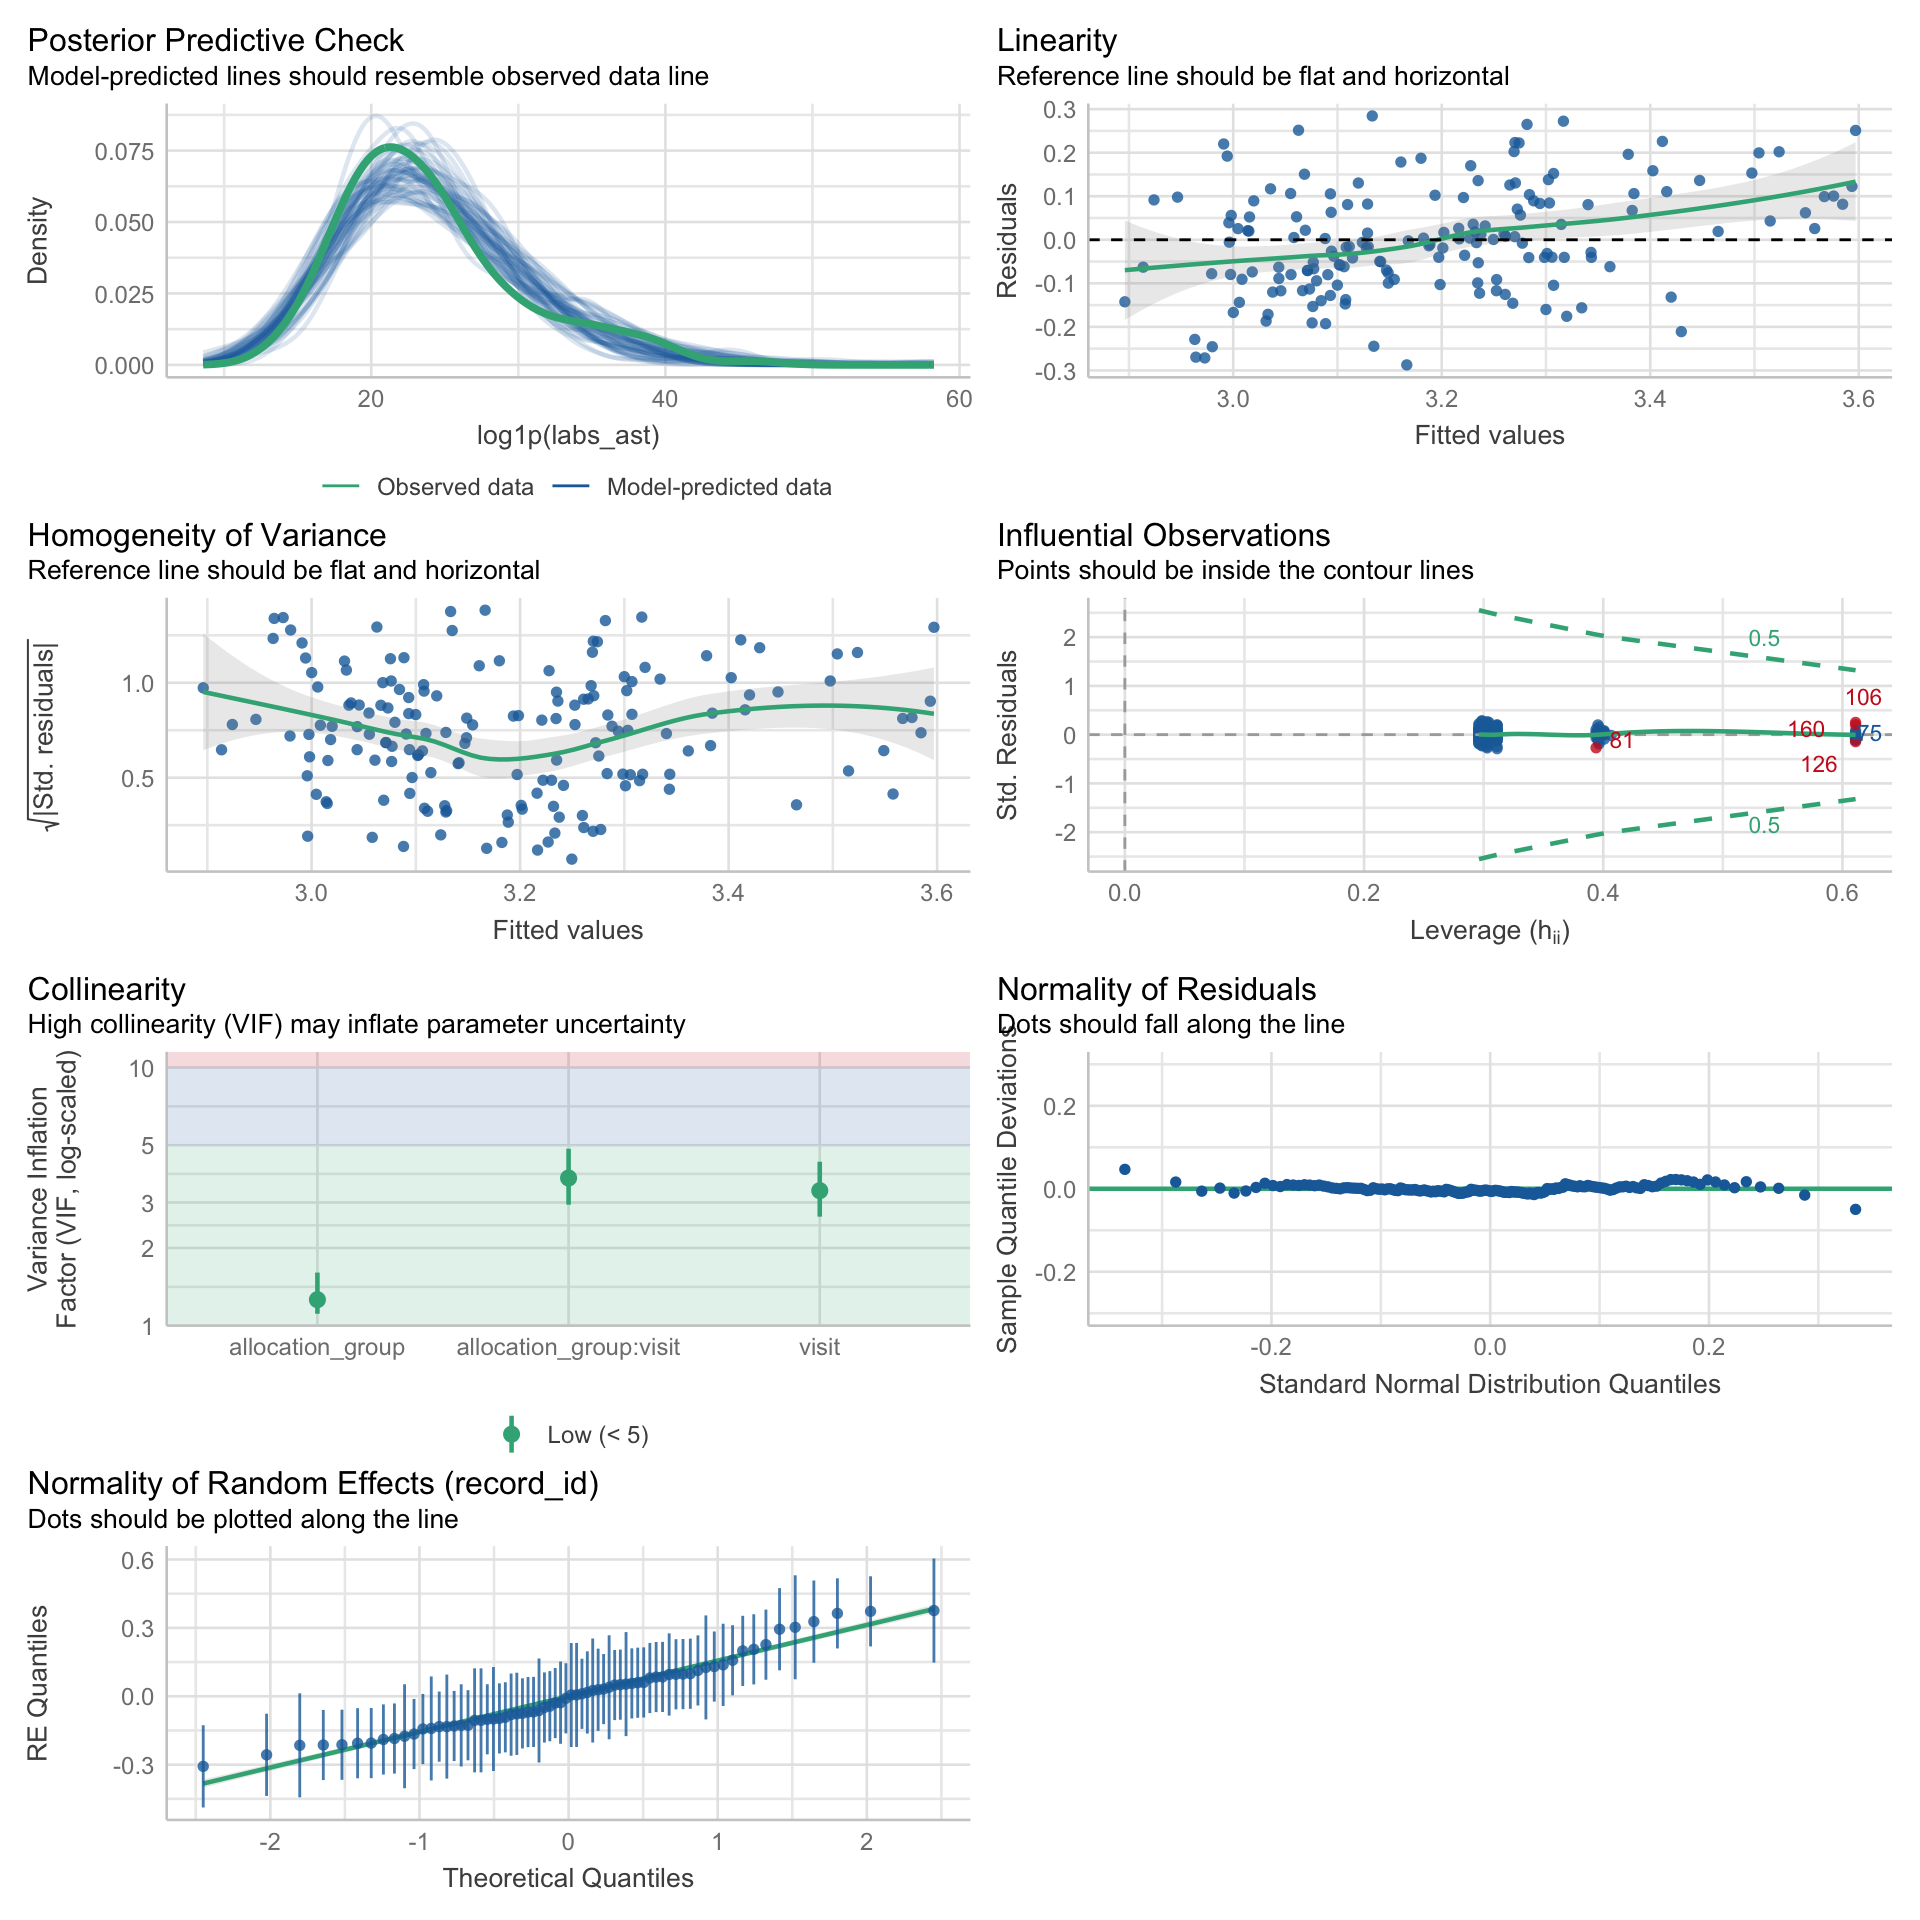 Posterior Predictive Check
Model-predicted lines should resemble observed data line
Density
0.075
0.050
0.025
0.000
20
40
60
log1p(labs_ast)
Observed data
Model-predicted data
Linearity
Reference line should be flat and horizontal
Residuals
0.3
0.2
0.1
0.0
-0.1
-0.2
-0.3
3.0
3.2
3.4
3.6
Fitted values
Homogeneity of Variance
Reference line should be flat and horizontal
√|Std. residuals|
1.0
0.5
3.0
3.2
3.4
3.6
Fitted values
Influential Observations
Points should be inside the contour lines
Std. Residuals
2
1
0
-1
-2
0.5
106
160
75
81
126
0.5
0.0
0.2
0.4
0.6
Leverage (hii)
Collinearity
High collinearity (VIF) may inflate parameter uncertainty
Variance Inflation
Factor (VIF, log-scaled)
10
5
3
2
1
allocation_group
allocation_group:visit
visit
Low (< 5)
Normality of Residuals
Dots should fall along the line
Sample Quantile Deviations
0.2
0.0
-0.2
-0.2
0.0
0.2
Standard Normal Distribution Quantiles
Normality of Random Effects (record_id)
Dots should be plotted along the line
RE Quantiles
0.6
0.3
0.0
-0.3
-2
-1
0
1
2
Theoretical Quantiles